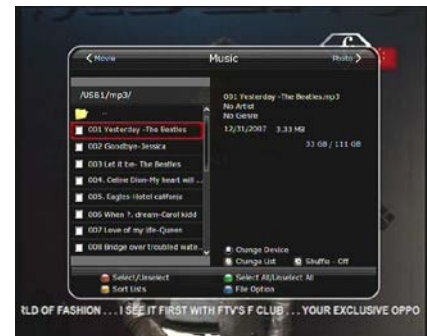 Movie
Music
Photo
/USB1/mp3/
..
001 Yesterday -The Beatles
002 Goodbye-Jessica
003 Let it be- The Beatles
004. Celine Dion-My heart will ...
005. Eagles-Hotel california
006 When ?. dream-Carol kidd
007 Love of my life-Queen
008 Bridge over troubled wate...
001 Yesterday -The Beatles.mp3
No Artist
No Genre
12/31/2007 3.33 MB
33 GB / 111 GB
Change Device
Change List
Shuffle - Off
Select/Unselect
Select All/Unselect All
Sort Lists
File Option
RLD OF FASHION . . . I SEE IT FIRST WITH FTV'S F CLUB . . . YOUR EXCLUSIVE OPPO